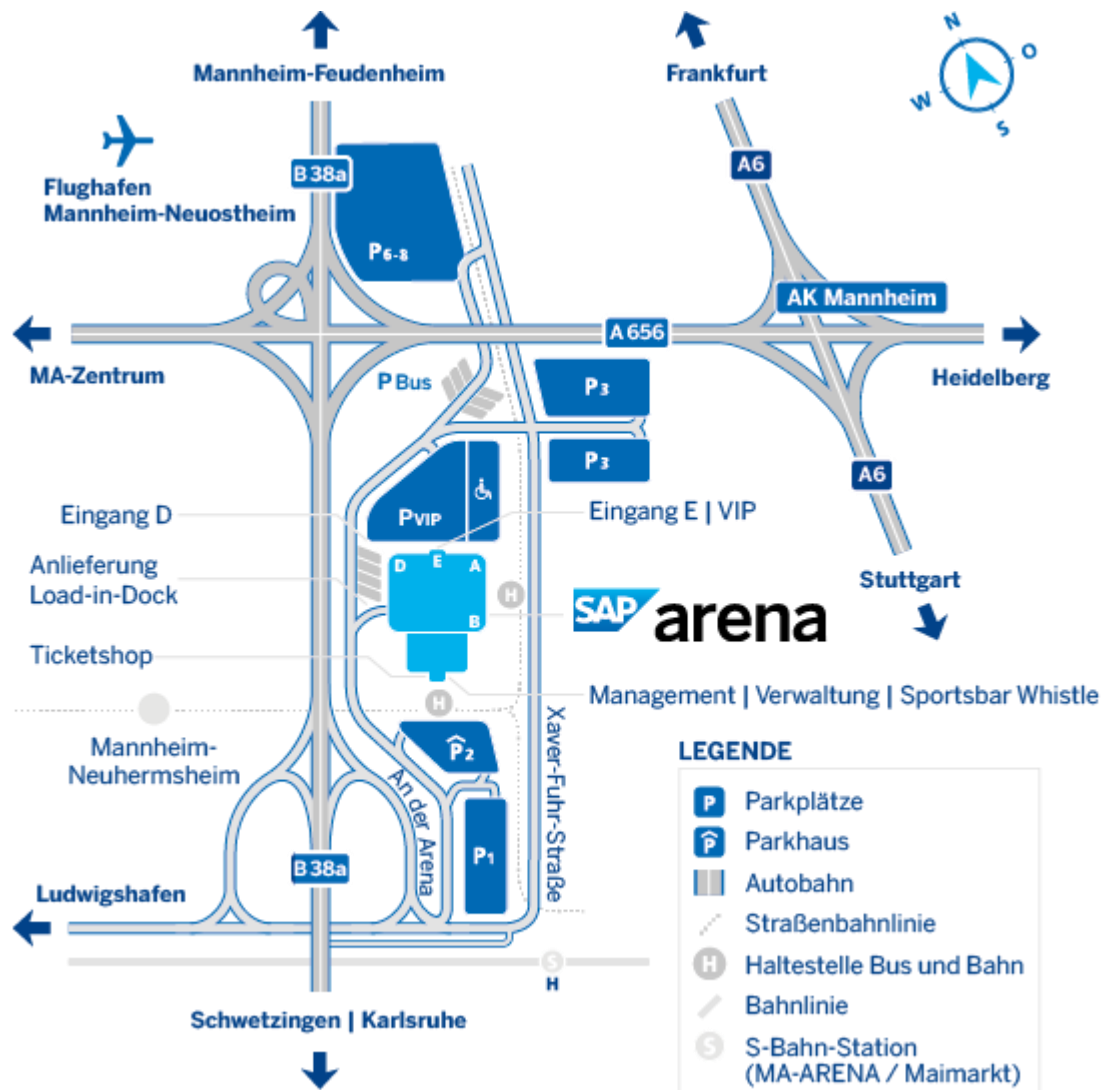 Mannheim-Feudenheim
Frankfurt
N
O
W
S
A6
B 38a
Flughafen
Mannheim-Neuostheim
P6-8
AK Mannheim
A 656
MA-Zentrum
P Bus
P3
Heidelberg
P3
A6
Eingang D
PVIP
Eingang E | VIP
Anlieferung
Load-in-Dock
D
E
A
H
B
SAP arena
Stuttgart
Ticketshop
H
Management | Verwaltung | Sportsbar Whistle
Mannheim-
Neuhermsheim
P2
An der Arena
Xaver-Fuhr-Straße
P1
B 38a
Ludwigshafen
S
H
Schwetzingen | Karlsruhe
LEGENDE
P Parkplätze
P Parkhaus
Autobahn
Straßenbahnlinie
H Haltestelle Bus und Bahn
Bahnlinie
S S-Bahn-Station
(MA-ARENA / Maimarkt)